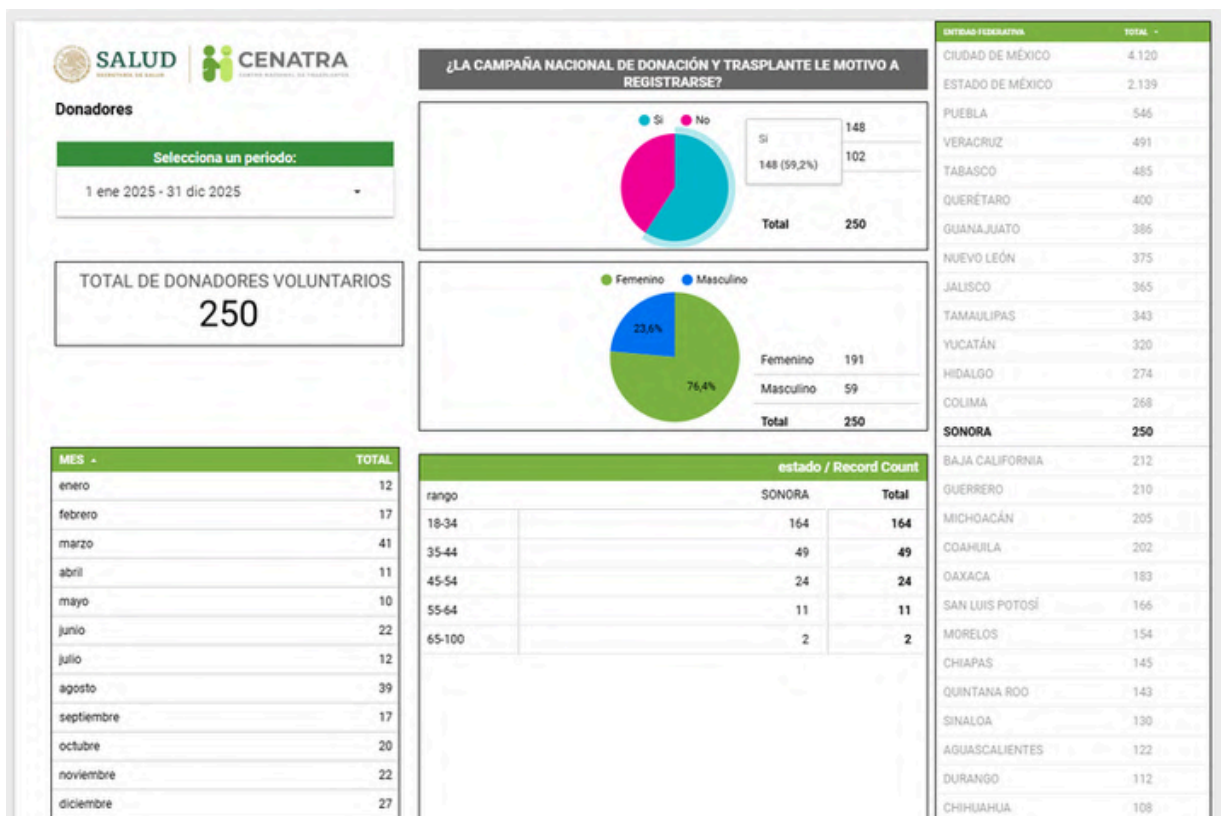 SALUD
SECRETARÍA DE SALUD
CENATRA
CENTRO NACIONAL DE TRASPLANTES
Donadores
Selecciona un periodo:
1 ene 2025 - 31 dic 2025
TOTAL DE DONADORES VOLUNTARIOS
250
MES TOTAL
enero 12
febrero 17
marzo 41
abril 11
mayo 10
junio 22
julio 12
agosto 39
septiembre 17
octubre 20
noviembre 22
diciembre 27
¿LA CAMPAÑA NACIONAL DE DONACIÓN Y TRASPLANTE LE MOTIVO A
REGISTRARSE?
Si No
Si
148 (59,2%)
148
102
Total 250
Femenino Masculino
23,6%
76,4%
Femenino 191
Masculino 59
Total 250
estado / Record Count
rango SONORA Total
18-34 164 164
35-44 49 49
45-54 24 24
55-64 11 11
65-100 2 2
ENTIDAD FEDERATIVA TOTAL
CIUDAD DE MÉXICO 4.120
ESTADO DE MÉXICO 2.139
PUEBLA 546
VERACRUZ 491
TABASCO 485
QUERÉTARO 400
GUANAJUATO 386
NUEVO LEÓN 375
JALISCO 365
TAMAULIPAS 343
YUCATÁN 320
HIDALGO 274
COLIMA 268
SONORA 250
BAJA CALIFORNIA 212
GUERRERO 210
MICHOACÁN 205
COAHUILA 202
OAXACA 183
SAN LUIS POTOSÍ 166
MORELOS 154
CHIAPAS 145
QUINTANA ROO 143
SINALOA 130
AGUASCALIENTES 122
DURANGO 112
CHIHUAHUA 108